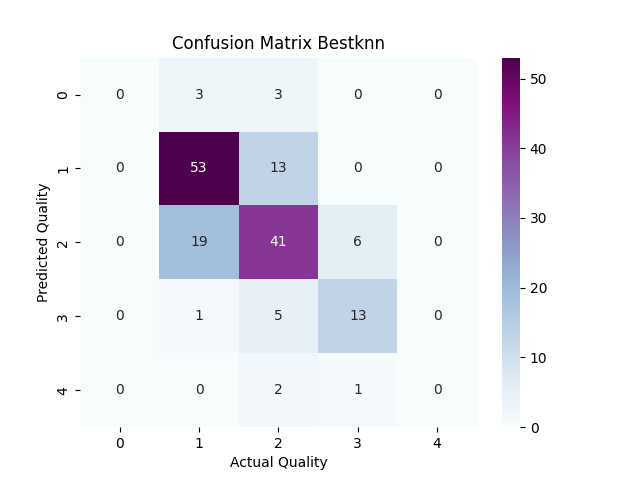 Confusion Matrix Bestknn
0 0 3 3 0 0
1 0 53 13 0 0
2 0 19 41 6 0
3 0 1 5 13 0
4 0 0 2 1 0
0 1 2 3 4
Actual Quality
Predicted Quality
50
40
30
20
10
0